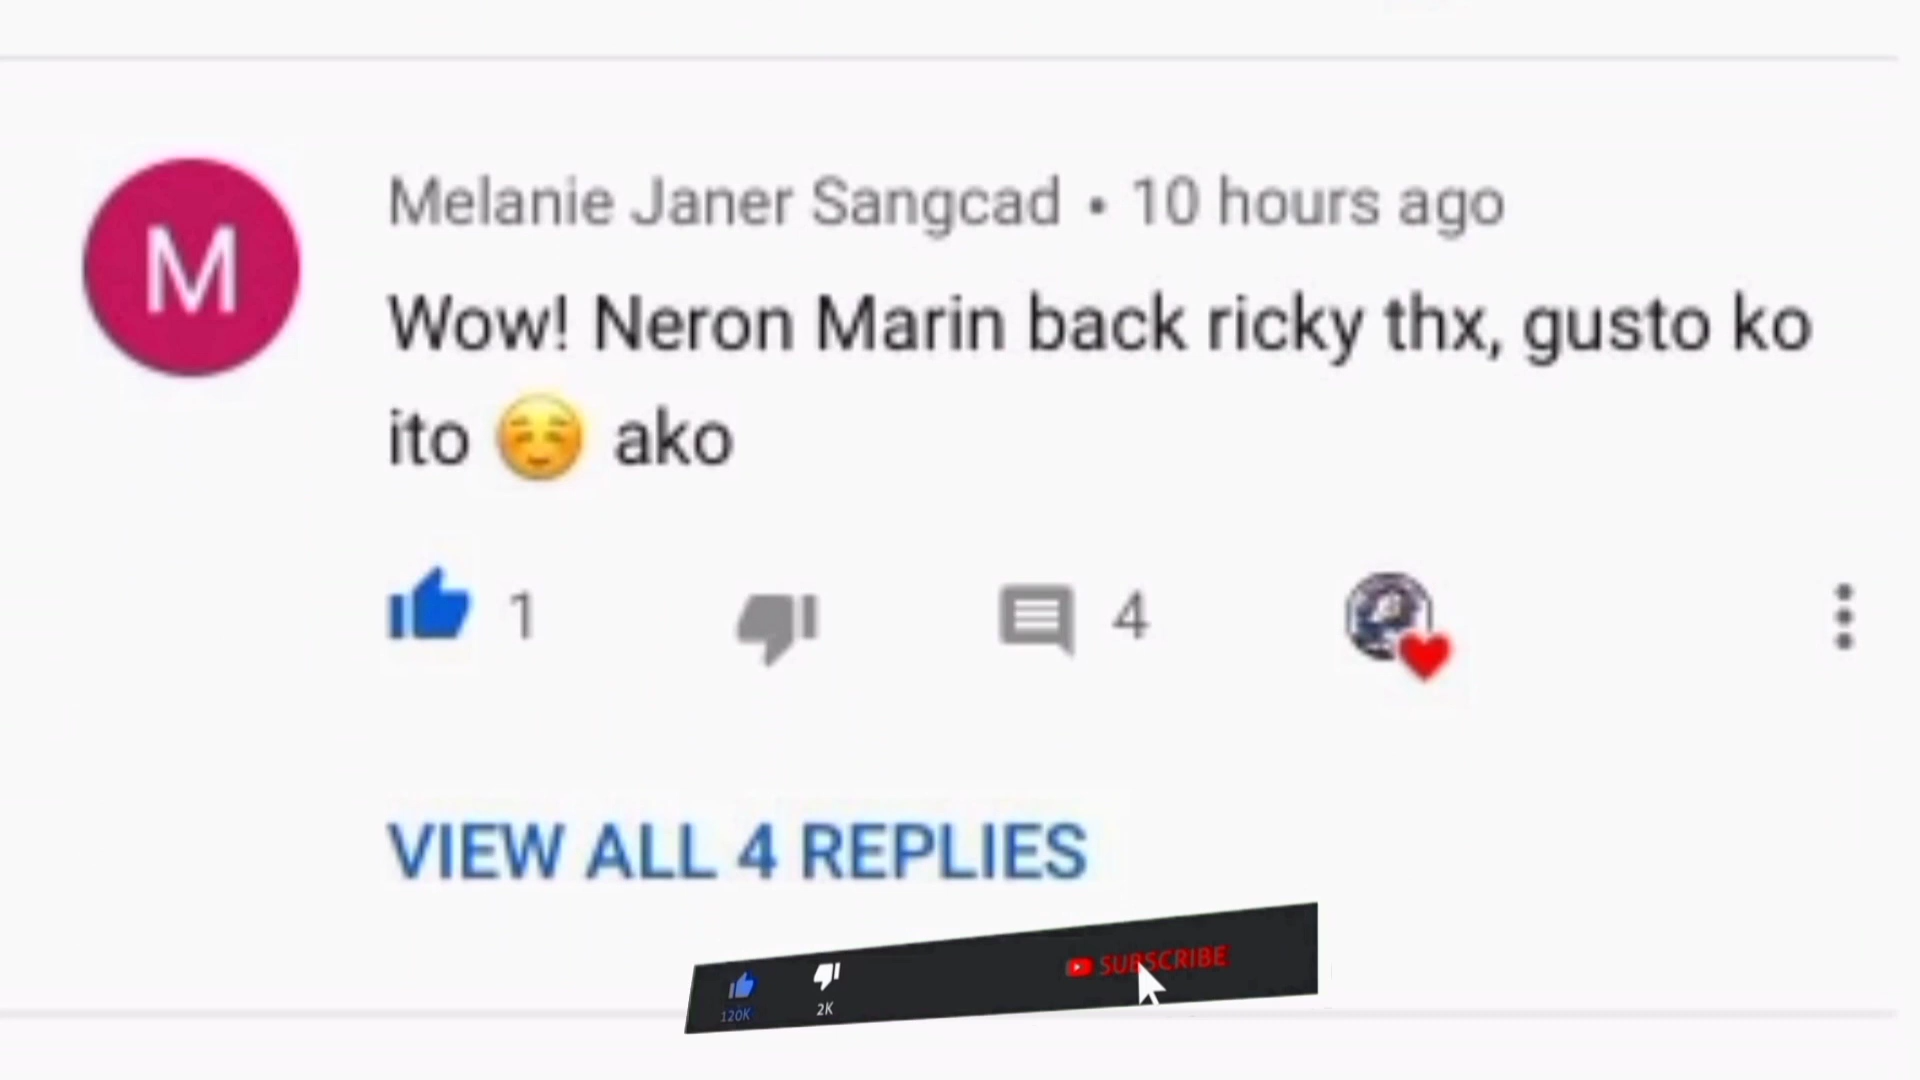 M
Melanie Janer Sangcad • 10 hours ago
Wow! Neron Marin back ricky thx, gusto ko
ito ☺️ ako
1 4
VIEW ALL 4 REPLIES
120K 2K SUBSCRIBE